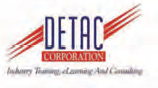 DETAC
CORPORATION
Industry Training, eLearning And Consulting